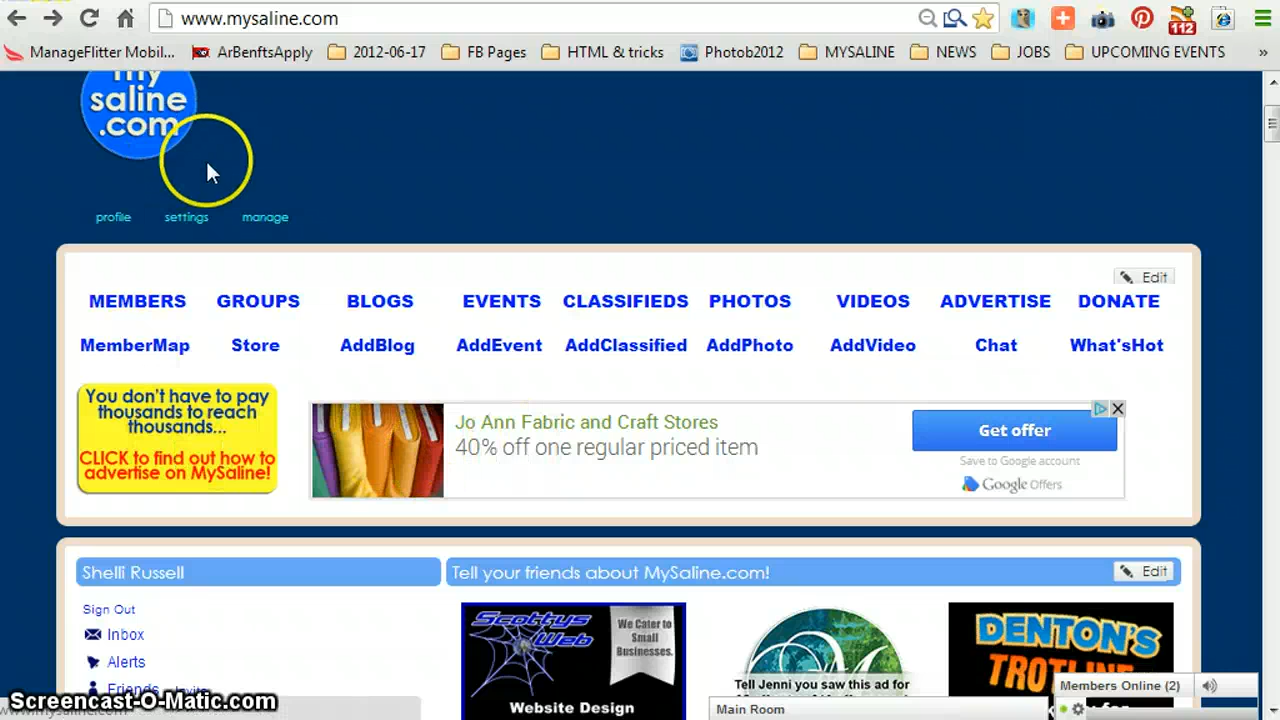 www.mysaline.com
112
ManageFlitter Mobil... ArBenftsApply 2012-06-17 FB Pages HTML & tricks Photob2012 MYSALINE NEWS JOBS UPCOMING EVENTS »
my
saline
.com
profile settings manage
Edit
MEMBERS GROUPS BLOGS EVENTS CLASSIFIEDS PHOTOS VIDEOS ADVERTISE DONATE
MemberMap Store AddBlog AddEvent AddClassified AddPhoto AddVideo Chat What'sHot
You don't have to pay
thousands to reach
thousands...
CLICK to find out how to
advertise on MySaline!
Jo Ann Fabric and Craft Stores
40% off one regular priced item
Get offer
Save to Google account
Google Offers
Shelli Russell
Tell your friends about MySaline.com!
Edit
Sign Out
Inbox
Alerts
Friends
Scottys
Web
We Cater to
Small
Businesses.
Website Design
Tell Jenni you saw this ad for
DENTON'S
TROTLINE
Members Online (2)
Main Room
Screencast-O-Matic.com